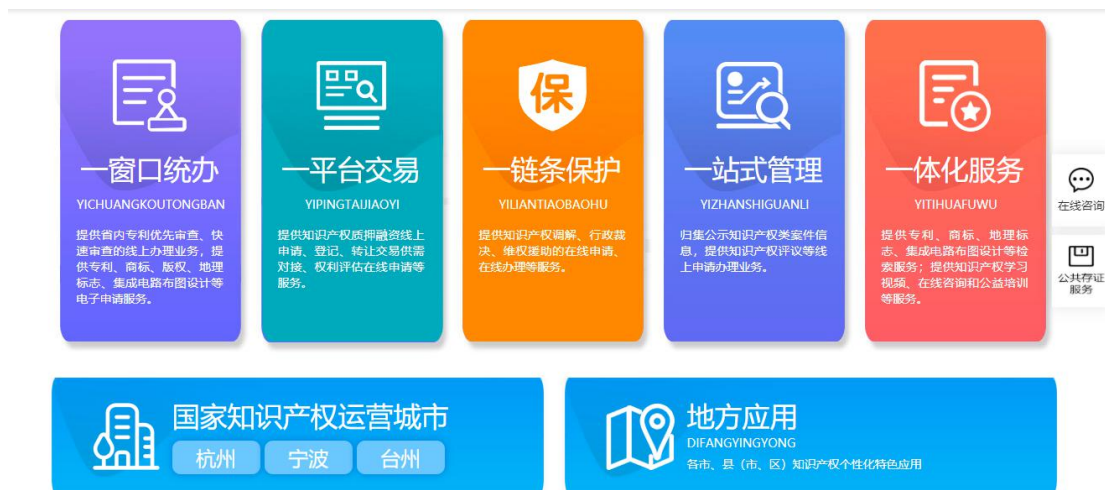 保
一窗口统办
YICHUANGKOUTONGBAN
提供省内专利优先审查、快
速审查的线上办理业务，提
供专利、商标、版权、地理
标志、集成电路布图设计等
电子申请服务。
一平台交易
YIPINGTAIJIAOYI
提供知识产权质押融资线上
申请、登记、转让交易供需
对接、权利评估在线申请等
服务。
一链条保护
YILIANTIAOBAOHU
提供知识产权调解、行政裁
决、维权援助的在线申请、
在线办理等服务。
一站式管理
YIZHANSHIGUANLI
归集公示知识产权类案件信
息，提供知识产权评议等线
上申请办理业务。
一体化服务
YITIHUAFUWU
提供专利、商标、地理标
志、集成电路布图设计等检
索服务；提供知识产权学习
视频、在线咨询和公益培训
等服务。
在线咨询
公共存证
服务
国家知识产权运营城市
杭州 宁波 台州
地方应用
DIFANGYINGYONG
各市、县（市、区）知识产权个性化特色应用